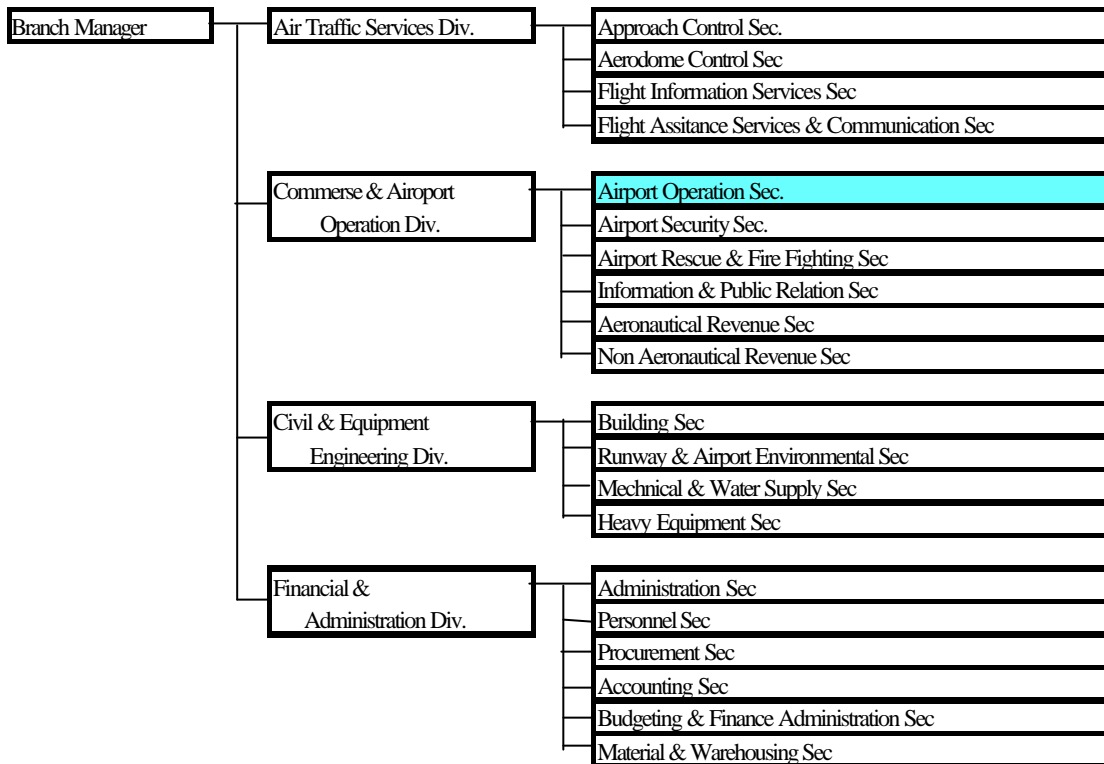 Branch Manager
Air Traffic Services Div.
Approach Control Sec.
Aerodome Control Sec
Flight Information Services Sec
Flight Assitance Services & Communication Sec
Commerse & Airoport
Operation Div.
Airport Operation Sec.
Airport Security Sec.
Airport Rescue & Fire Fighting Sec
Information & Public Relation Sec
Aeronautical Revenue Sec
Non Aeronautical Revenue Sec
Civil & Equipment
Engineering Div.
Building Sec
Runway & Airport Environmental Sec
Mechnical & Water Supply Sec
Heavy Equipment Sec
Financial &
Administration Div.
Administration Sec
Personnel Sec
Procurement Sec
Accounting Sec
Budgeting & Finance Administration Sec
Material & Warehousing Sec